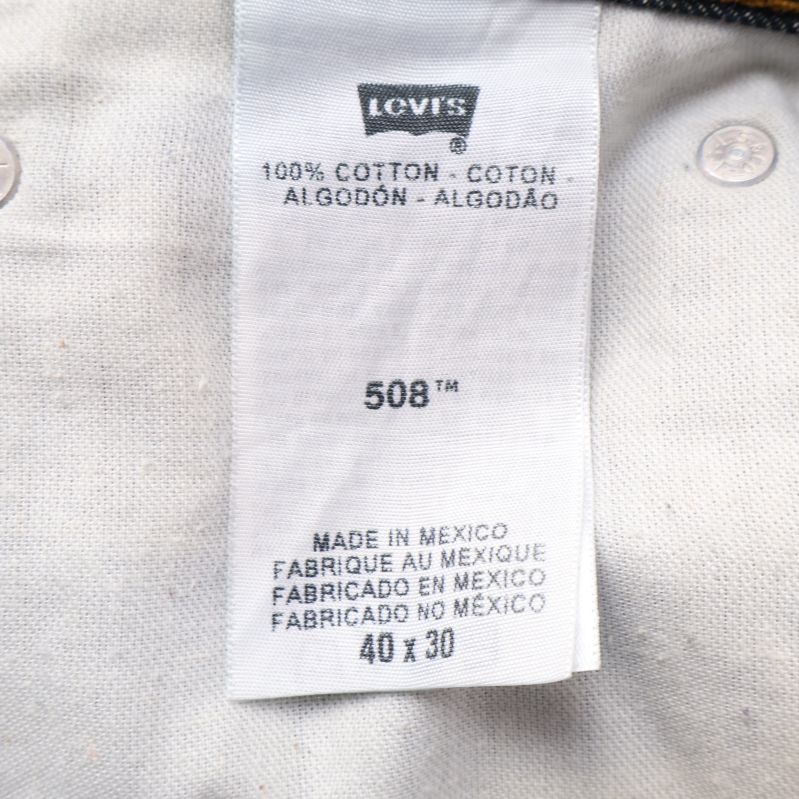 Levi's
®
100% COTTON - COTON -
ALGODÓN - ALGODÃO
508™
MADE IN MEXICO
FABRIQUE AU MEXIQUE
FABRICADO EN MÉXICO
FABRICADO NO MÉXICO
40 x 30